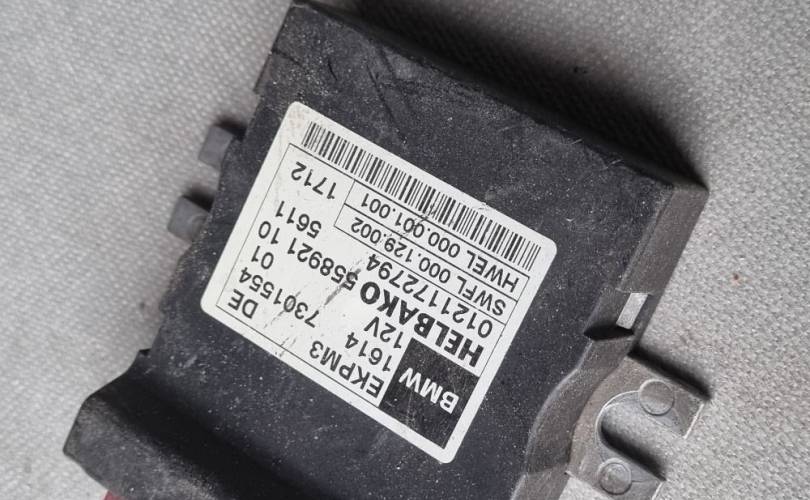 BMW EKPM3 DE
1614 7301554 01
12V
HELBAKO 558921 10
0121172794 5611
SWFL 000.129.002
HWEL 000.001.001
1712